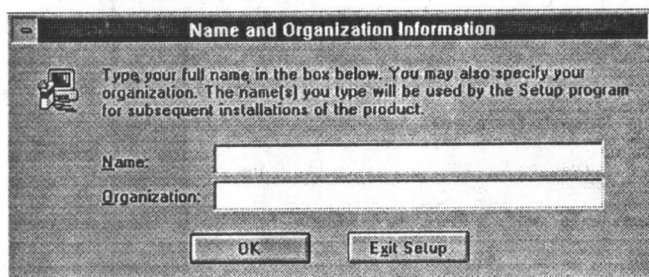 Name and Organization Information
Type your full name in the box below. You may also specify your
organization. The name(s) you type will be used by the Setup program
for subsequent installations of the product.
Name:
Organization:
OK Exit Setup